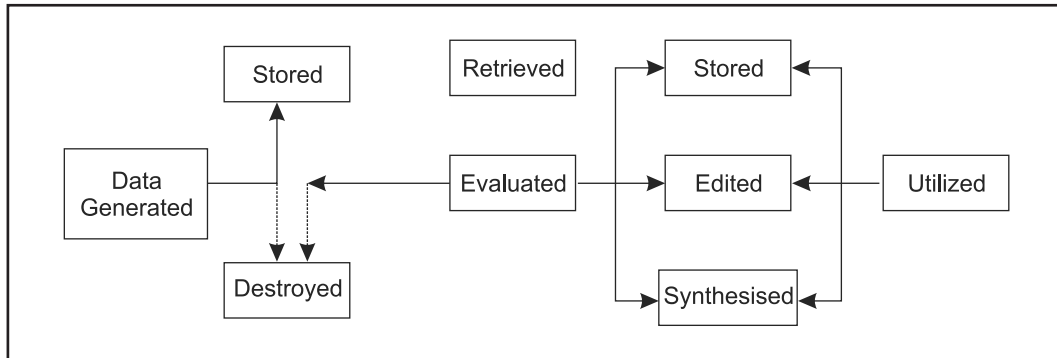 Stored
Retrieved
Stored
Data
Generated
Evaluated
Edited
Utilized
Destroyed
Synthesised